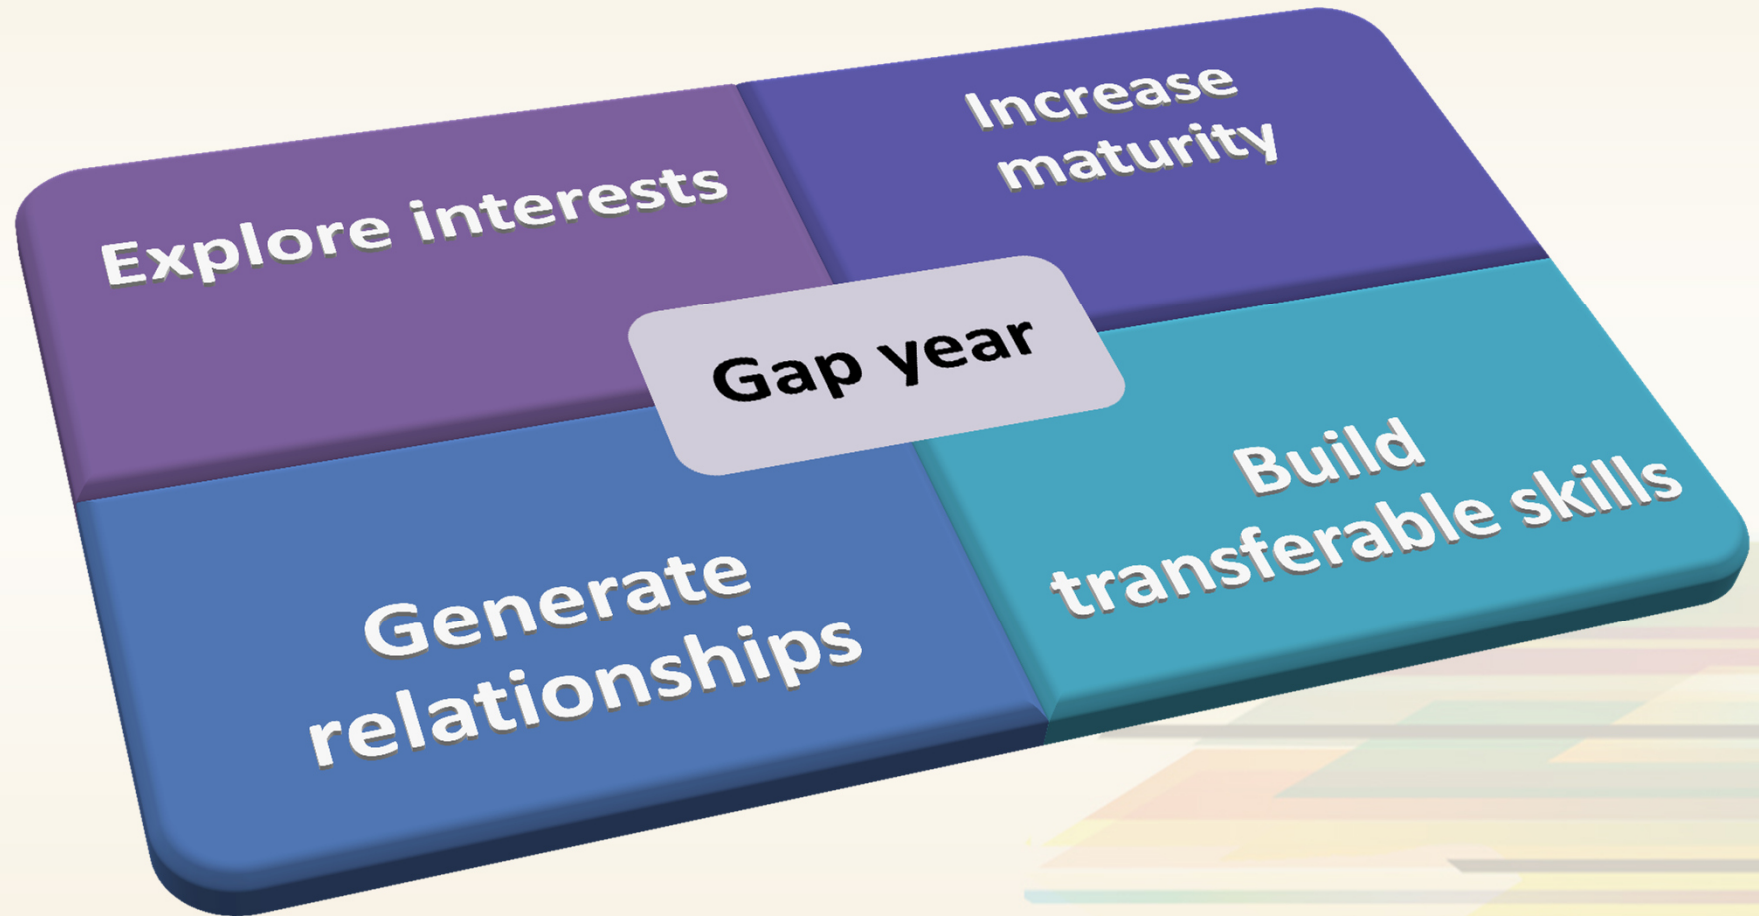 Explore interests
Increase
maturity
Gap year
Generate
relationships
Build
transferable skills